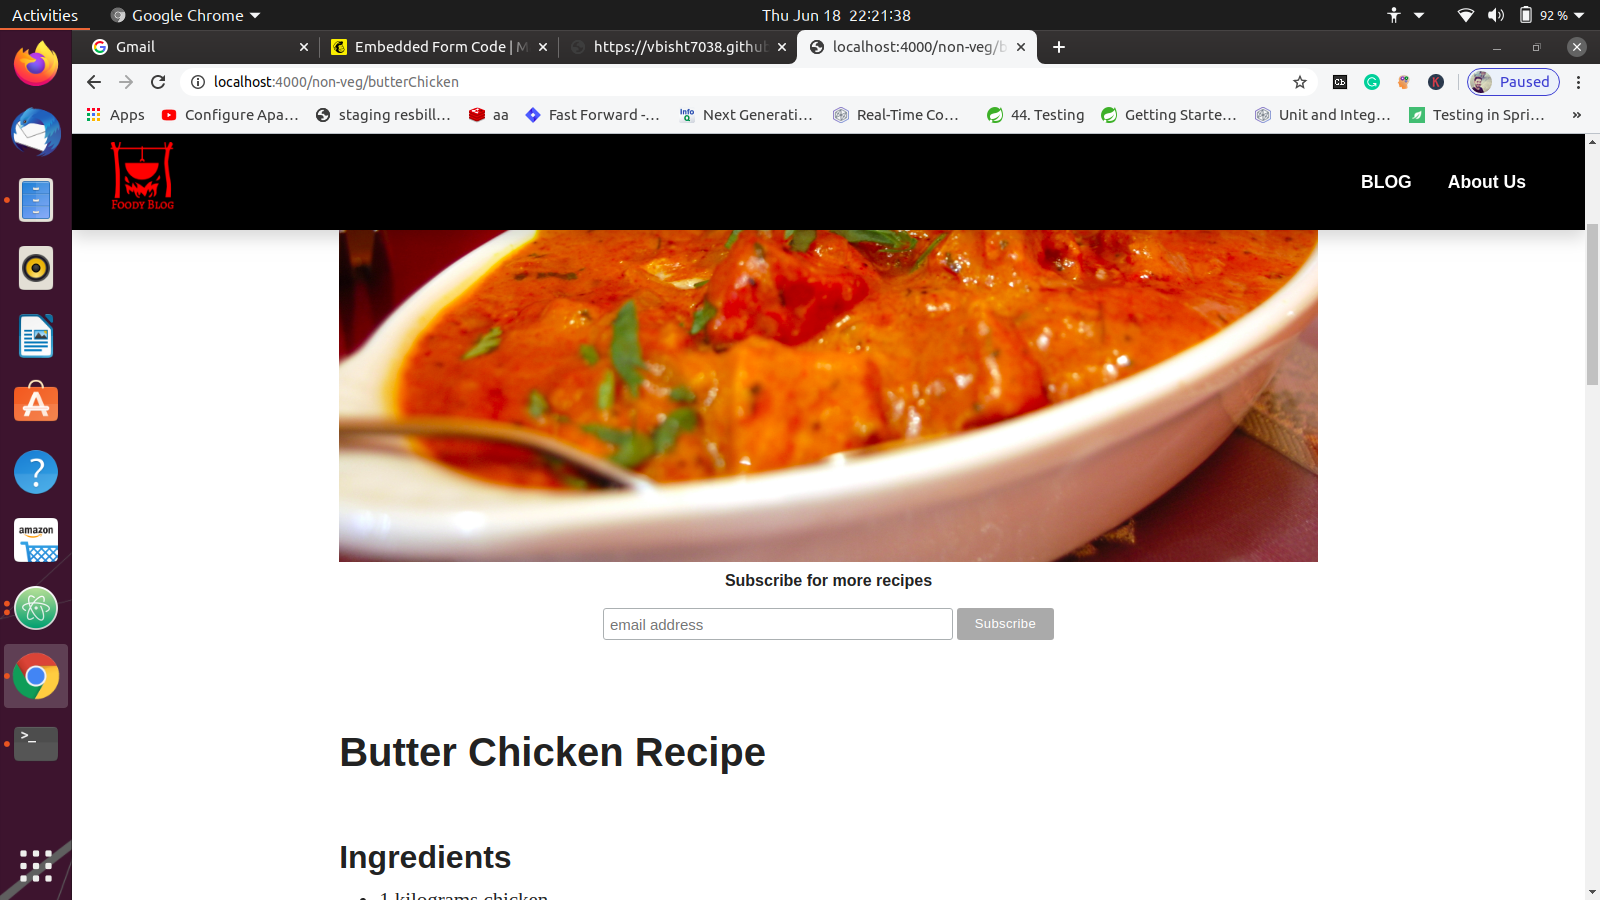 Activities
Google Chrome
Thu Jun 18 22:21:38
92 %
Gmail
Embedded Form Code | M
https://vbisht7038.github
localhost:4000/non-veg/b
localhost:4000/non-veg/butterChicken
Paused
Apps
Configure Apa...
staging resbill...
aa
Fast Forward -...
Next Generati...
Real-Time Co...
44. Testing
Getting Starte...
Unit and Integ...
Testing in Spri...
»
Foody Blog
BLOG
About Us
amazon
Subscribe for more recipes
email address
Subscribe
Butter Chicken Recipe
Ingredients
• 1 kilograms chicken